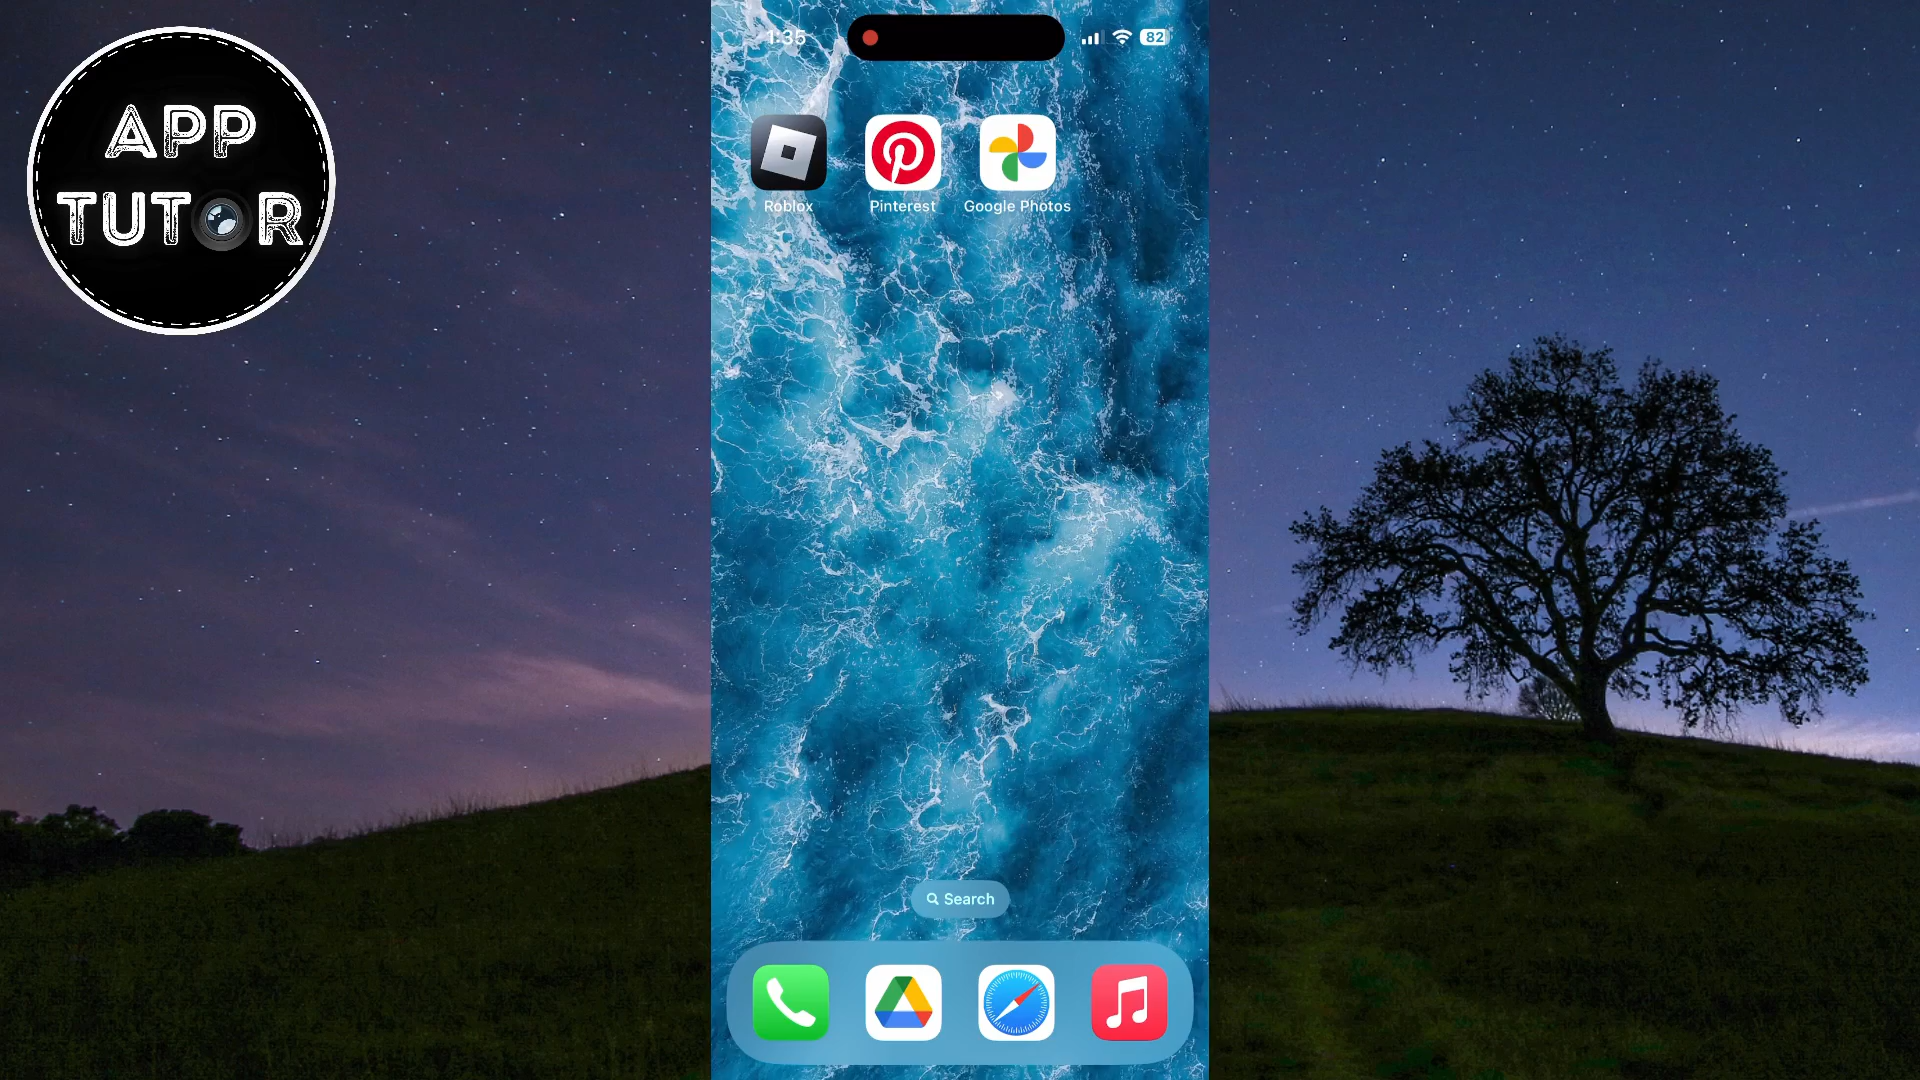 APP
TUTOR
1:35
82
Roblox
Pinterest
Google Photos
Search